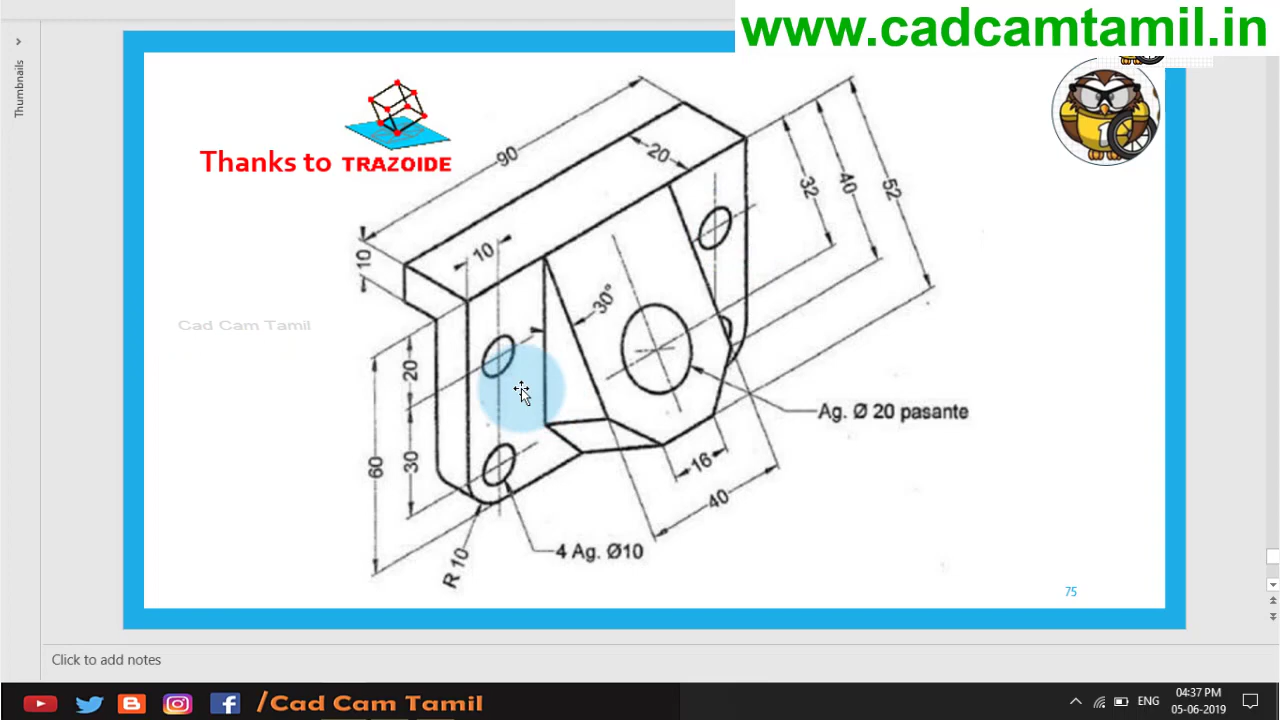 www.cadcamtamil.in
Thumbnails
Thanks to TRAZOIDE
90
20
32
40
52
10
10
30°
Cad Cam Tamil
20
60
30
Ag. Ø 20 pasante
16
40
4 Ag. Ø10
R 10
1
75
Click to add notes
/Cad Cam Tamil
ENG
04:37 PM
05-06-2019